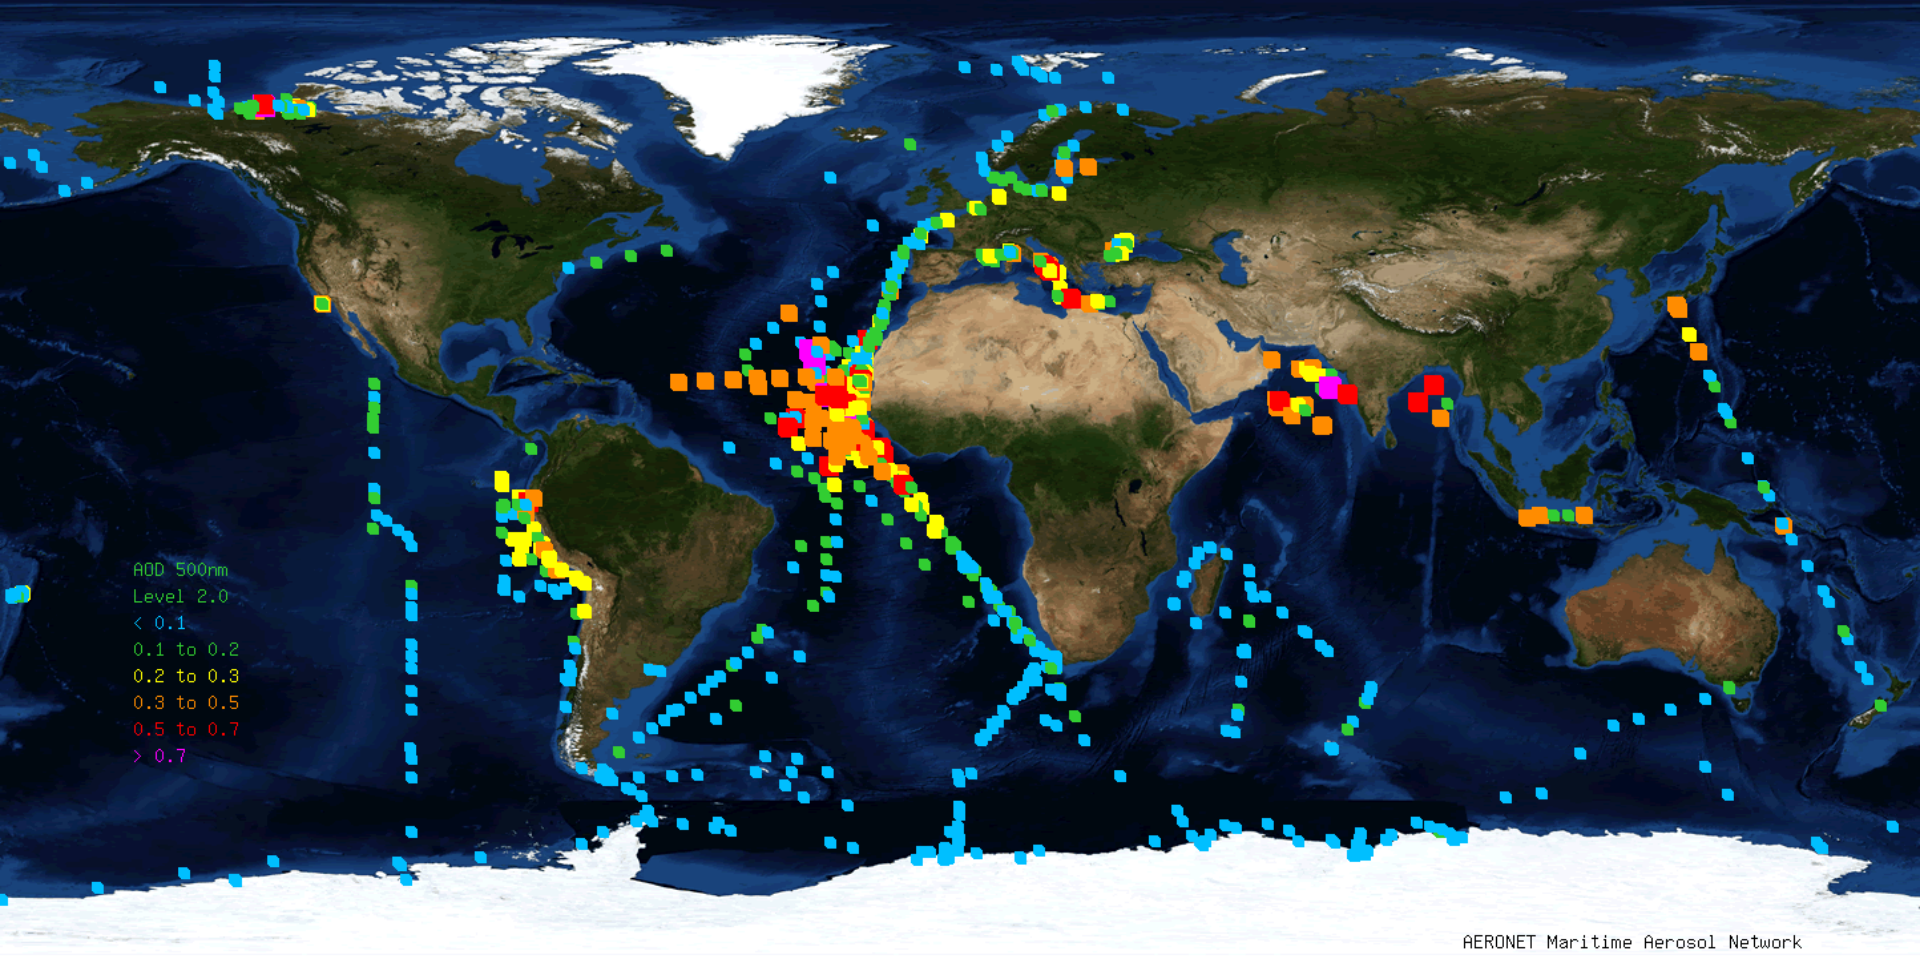 AOD 500nm
Level 2.0
< 0.1
0.1 to 0.2
0.2 to 0.3
0.3 to 0.5
0.5 to 0.7
> 0.7
AERONET Maritime Aerosol Network